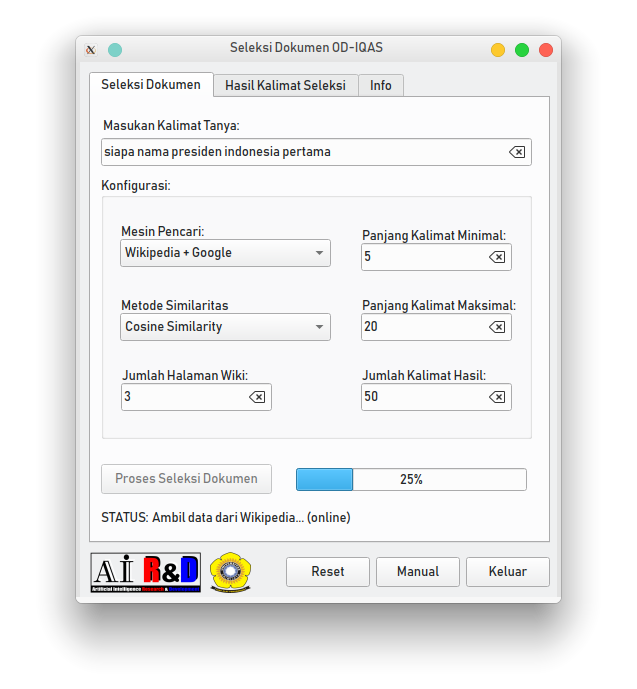 Seleksi Dokumen OD-IQAS
Seleksi Dokumen
Hasil Kalimat Seleksi
Info
Masukan Kalimat Tanya:
siapa nama presiden indonesia pertama
Konfigurasi:
Mesin Pencari:
Wikipedia + Google
Panjang Kalimat Minimal:
5
Metode Similaritas
Cosine Similarity
Panjang Kalimat Maksimal:
20
Jumlah Halaman Wiki:
3
Jumlah Kalimat Hasil:
50
Proses Seleksi Dokumen
25%
STATUS: Ambil data dari Wikipedia... (online)
Ai R&D
Artificial Intelligence Research &
Reset
Manual
Keluar